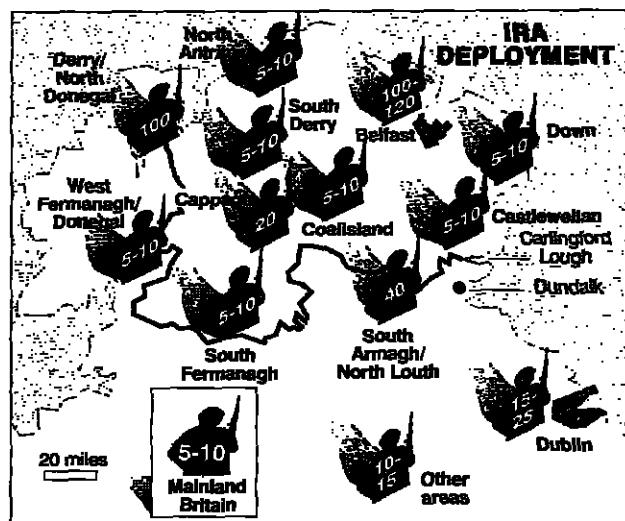 IRA
DEPLOYMENT
North
Antrim
5-10
Derry/
North
Donegal
100
South
Derry
5-10
100-
120
Belfast
Down
5-10
West
Fermanagh/
Donegal
5-10
20
5-10
Coalisland
5-10
Castlewellan
Carlingford
Lough
Dundalk
5-10
South
Fermanagh
40
South
Armagh/
North Louth
15-
25
Dublin
5-10
Mainland
Britain
20 miles
10-
15
Other
areas